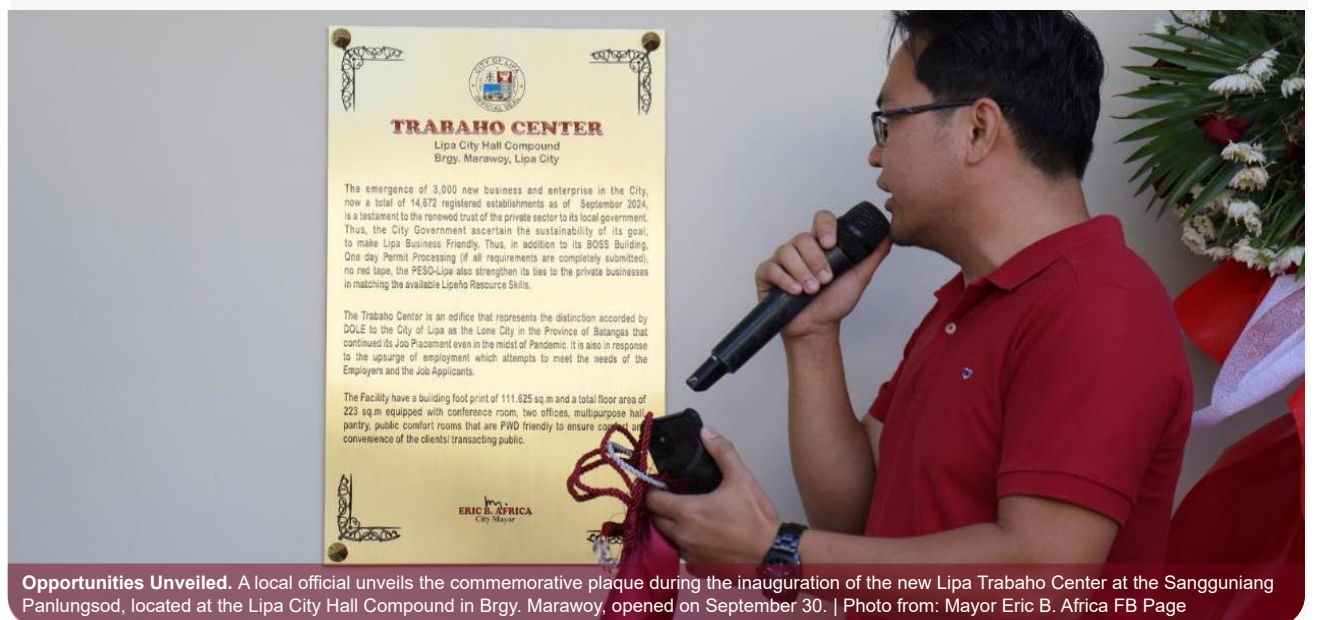 CITY OF LIPA
OFFICIAL SEAL
TRABAHO CENTER
Lipa City Hall Compound
Brgy. Marawoy, Lipa City
The emergence of 3,000 new business and enterprise in the City,
now a total of 14,672 registered establishments as of September 2024,
is a testament to the renewed trust of the private sector to its local government.
Thus, the City Government ascertain the sustainability of its goal,
to make Lipa Business Friendly. Thus, in addition to its BOSS Building,
One day Permit Processing (if all requirements are completely submitted),
no red tape, the PESO-Lipa also strengthen its ties to the private businesses
in matching the available Lipeño Resource Skills.
The Trabaho Center is an edifice that represents the distinction accorded by
DOLE to the City of Lipa as the Lone City in the Province of Batangas that
continued its Job Placement even in the midst of Pandemic. It is also in response
to the upsurge of employment which attempts to meet the needs of the
Employers and the Job Applicants.
The Facility have a building foot print of 111.625 sq.m and a total floor area of
223 sq.m equipped with conference room, two offices, multipurpose hall,
pantry, public comfort rooms that are PWD friendly to ensure comfort and
convenience of the clients/ transacting public.
ERIC B. AFRICA
City Mayor
Opportunities Unveiled. A local official unveils the commemorative plaque during the inauguration of the new Lipa Trabaho Center at the Sangguniang
Panlungsod, located at the Lipa City Hall Compound in Brgy. Marawoy, opened on September 30. | Photo from: Mayor Eric B. Africa FB Page